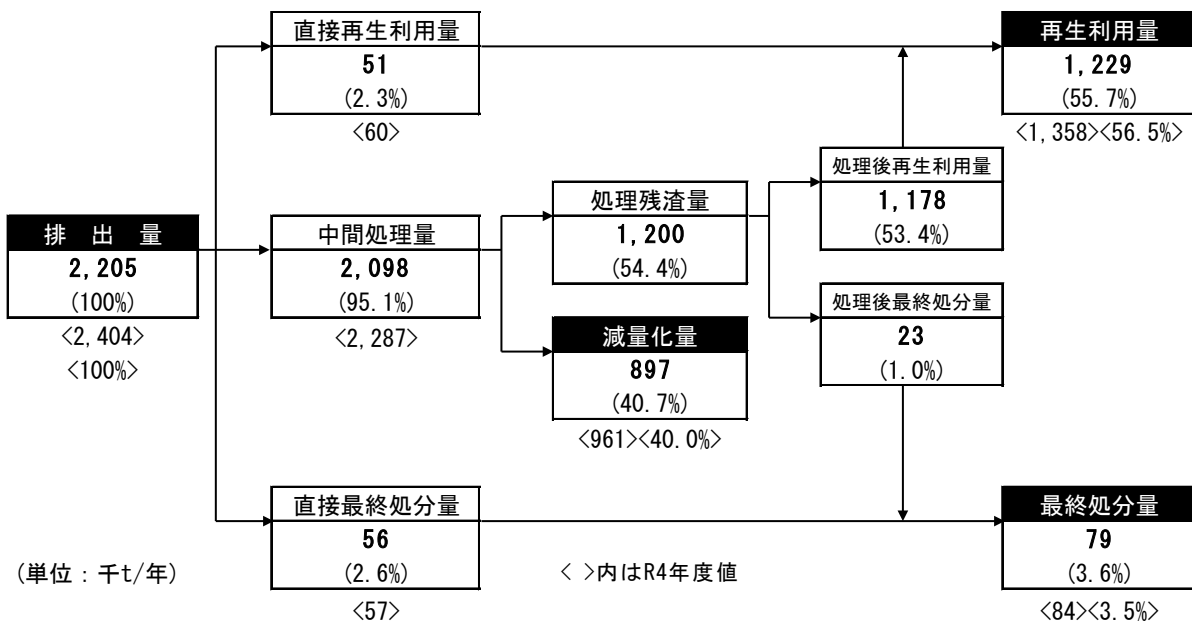 直接再生利用量
51
(2.3%)
<60>
再生利用量
1,229
(55.7%)
<1,358><56.5%>
処理後再生利用量
1,178
(53.4%)
処理残渣量
1,200
(54.4%)
排 出 量
2,205
(100%)
<2,404>
<100%>
中間処理量
2,098
(95.1%)
<2,287>
減量化量
897
(40.7%)
<961><40.0%>
処理後最終処分量
23
(1.0%)
直接最終処分量
56
(2.6%)
<57>
最終処分量
79
(3.6%)
<84><3.5%>
(単位：千t/年)
< >内はR4年度値